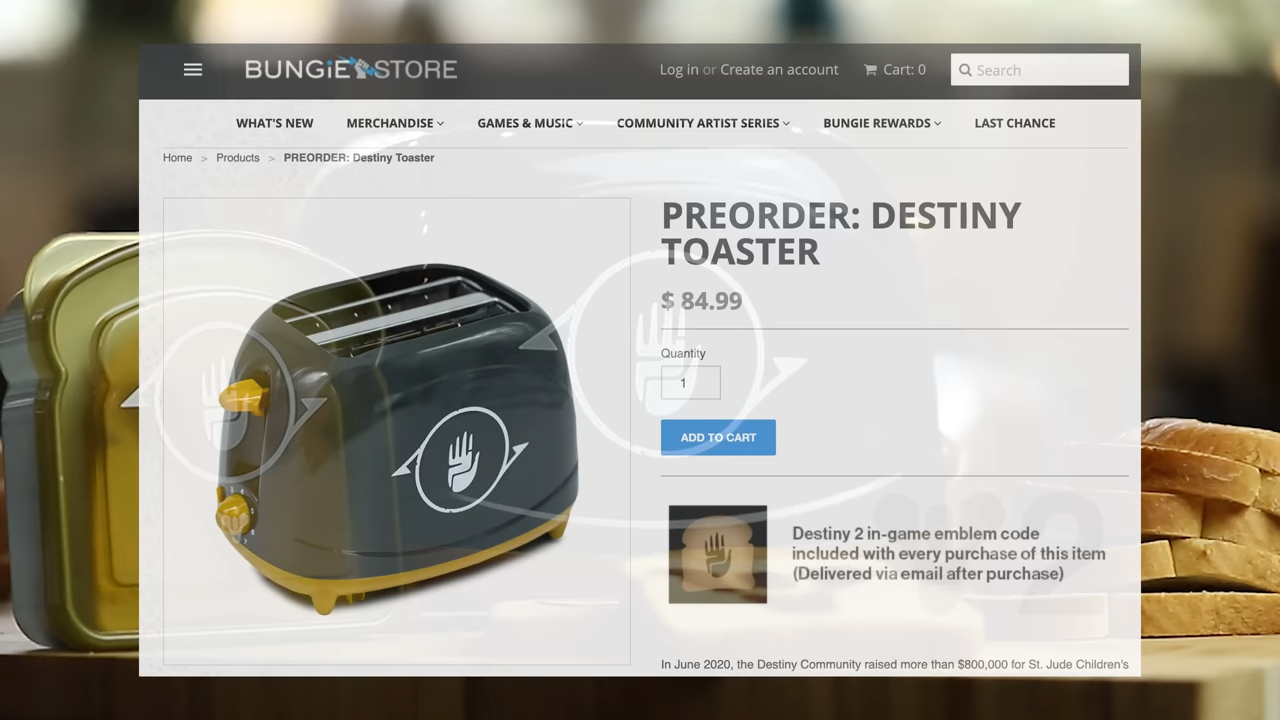 BUNGiE STORE
Log in or Create an account
Cart: 0
Search
WHAT'S NEW
MERCHANDISE
GAMES & MUSIC
COMMUNITY ARTIST SERIES
BUNGIE REWARDS
LAST CHANCE
Home > Products > PREORDER: Destiny Toaster
PREORDER: DESTINY
TOASTER
$ 84.99
Quantity
1
ADD TO CART
Destiny 2 in-game emblem code
included with every purchase of this item
(Delivered via email after purchase)
In June 2020, the Destiny Community raised more than $800,000 for St. Jude Children's